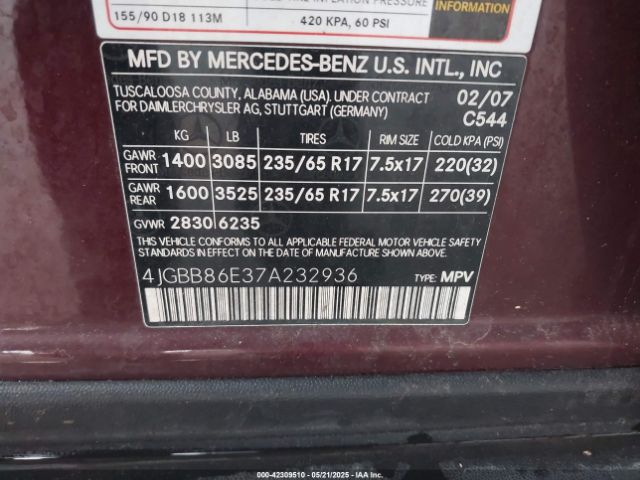 155/90 D18 113M
420 KPA, 60 PSI
INFORMATION
MFD BY MERCEDES-BENZ U.S. INTL., INC
TUSCALOOSA COUNTY, ALABAMA (USA). UNDER CONTRACT 02/07
FOR DAIMLERCHRYSLER AG, STUTTGART (GERMANY) C544
KG LB TIRES RIM SIZE COLD KPA (PSI)
GAWR FRONT 1400 3085 235/65 R17 7.5x17 220(32)
GAWR REAR 1600 3525 235/65 R17 7.5x17 270(39)
GVWR 2830 6235
THIS VEHICLE CONFORMS TO ALL APPLICABLE FEDERAL MOTOR VEHICLE SAFETY
STANDARDS IN EFFECT ON THE DATE OF MANUFACTURE SHOWN ABOVE.
4JGBB86E37A232936 TYPE: MPV
000-42309510 - 05/21/2025 - IAAI.COM